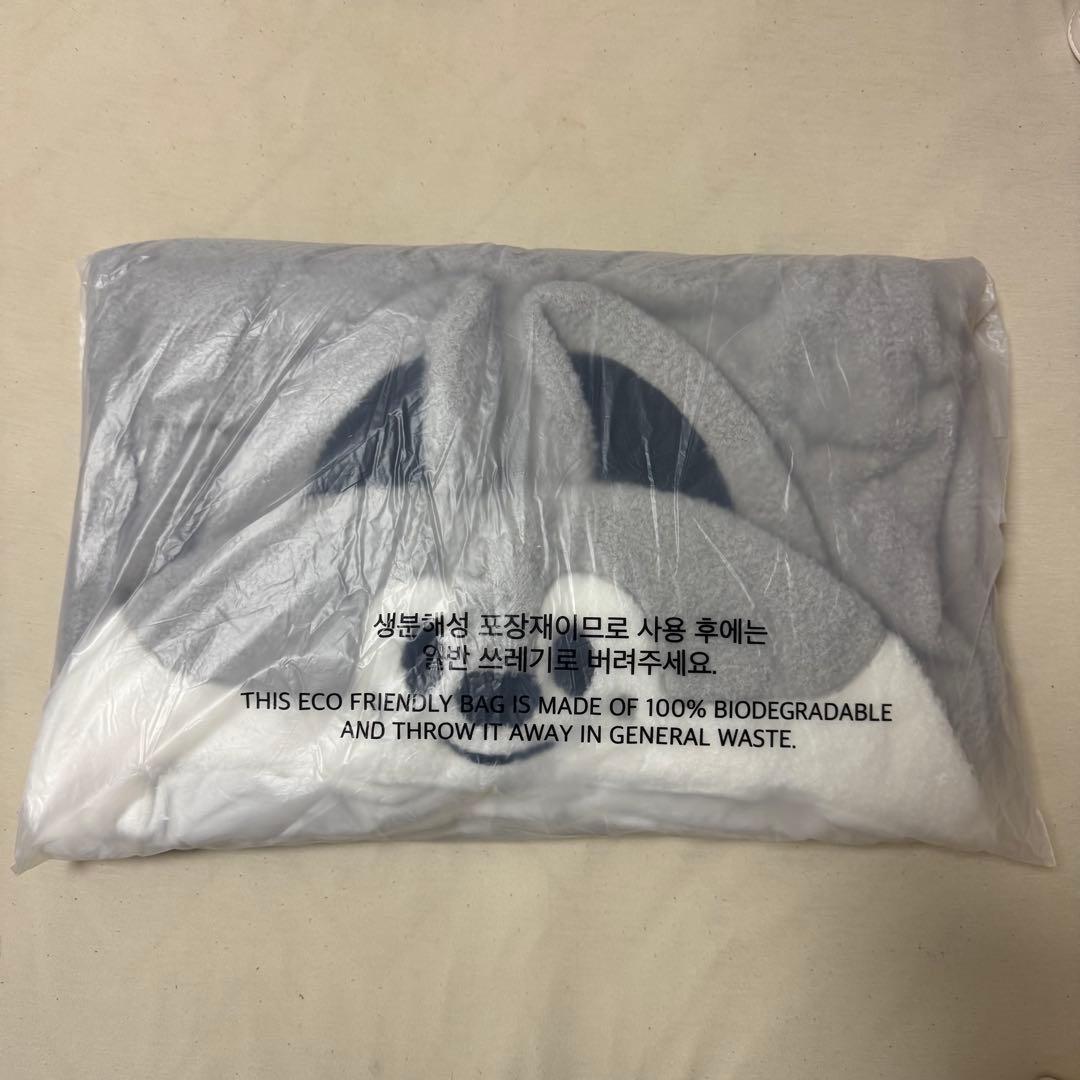 생분해성 포장재이므로 사용 후에는
일반 쓰레기로 버려주세요.
THIS ECO FRIENDLY BAG IS MADE OF 100% BIODEGRADABLE
AND THROW IT AWAY IN GENERAL WASTE.